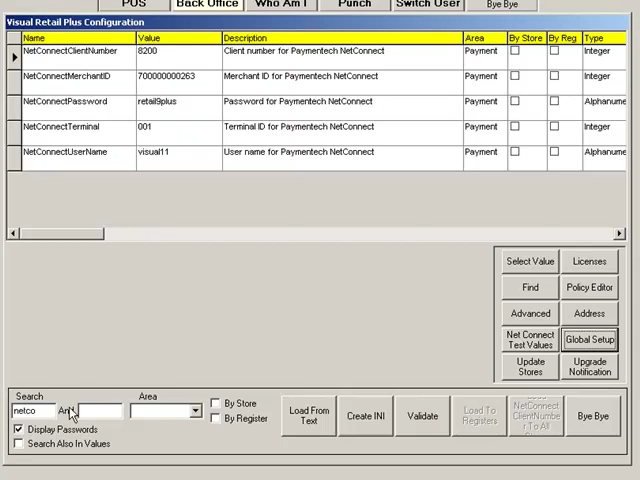 POS Back Office Who Am I Punch Switch User Bye Bye
Visual Retail Plus Configuration
Name Value Description Area By Store By Reg Type
NetConnectClientNumber 8200 Client number for Paymentech NetConnect Payment Integer
NetConnectMerchantID 700000000263 Merchant ID for Paymentech NetConnect Payment Integer
NetConnectPassword retail9plus Password for Paymentech NetConnect Payment Alphanume
NetConnectTerminal 001 Terminal ID for Paymentech NetConnect Payment Integer
NetConnectUserName visual11 User name for Paymentech NetConnect Payment Alphanume
Select Value Licenses
Find Policy Editor
Advanced Address
Net Connect Test Values Global Setup
Update Stores Upgrade Notification
Search Area
netco And
By Store
By Register
Display Passwords
Search Also In Values
Load From Text
Create INI
Validate
Load To Registers
NetConnect
ClientNumbe
r To All
Bye Bye